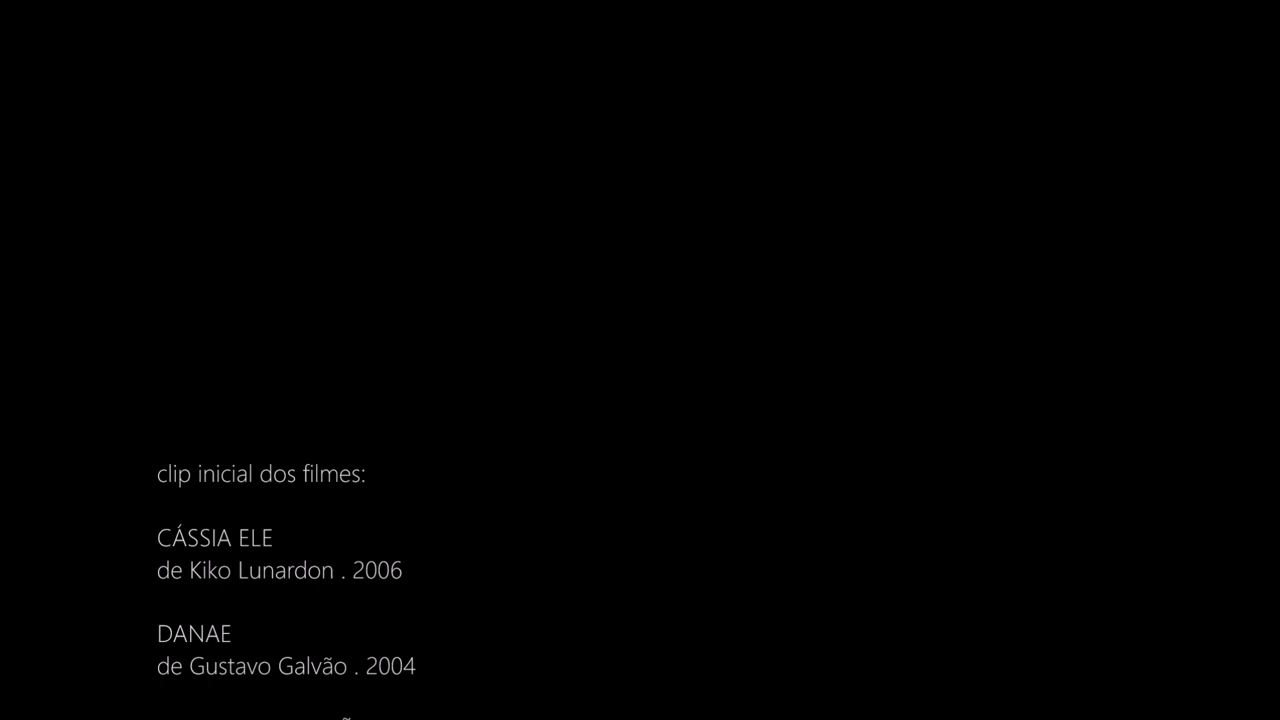 clip inicial dos filmes:
CÁSSIA ELE
de Kiko Lunardon . 2006
DANAE
de Gustavo Galvão . 2004